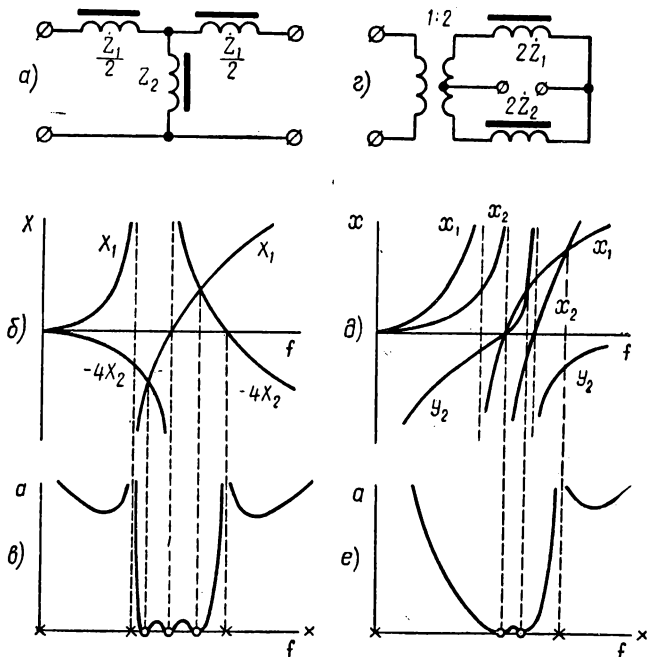 1:2
Ż₁/2
Z₂
Ż₁/2
а)
2Ż₁
2Ż₂
г)
X
X₁
X₁
-4X₂
-4X₂
f
б)
x
x₁
x₂
x₁
x₂
y₂
y₂
f
д)
a
в)
f
a
е)
f